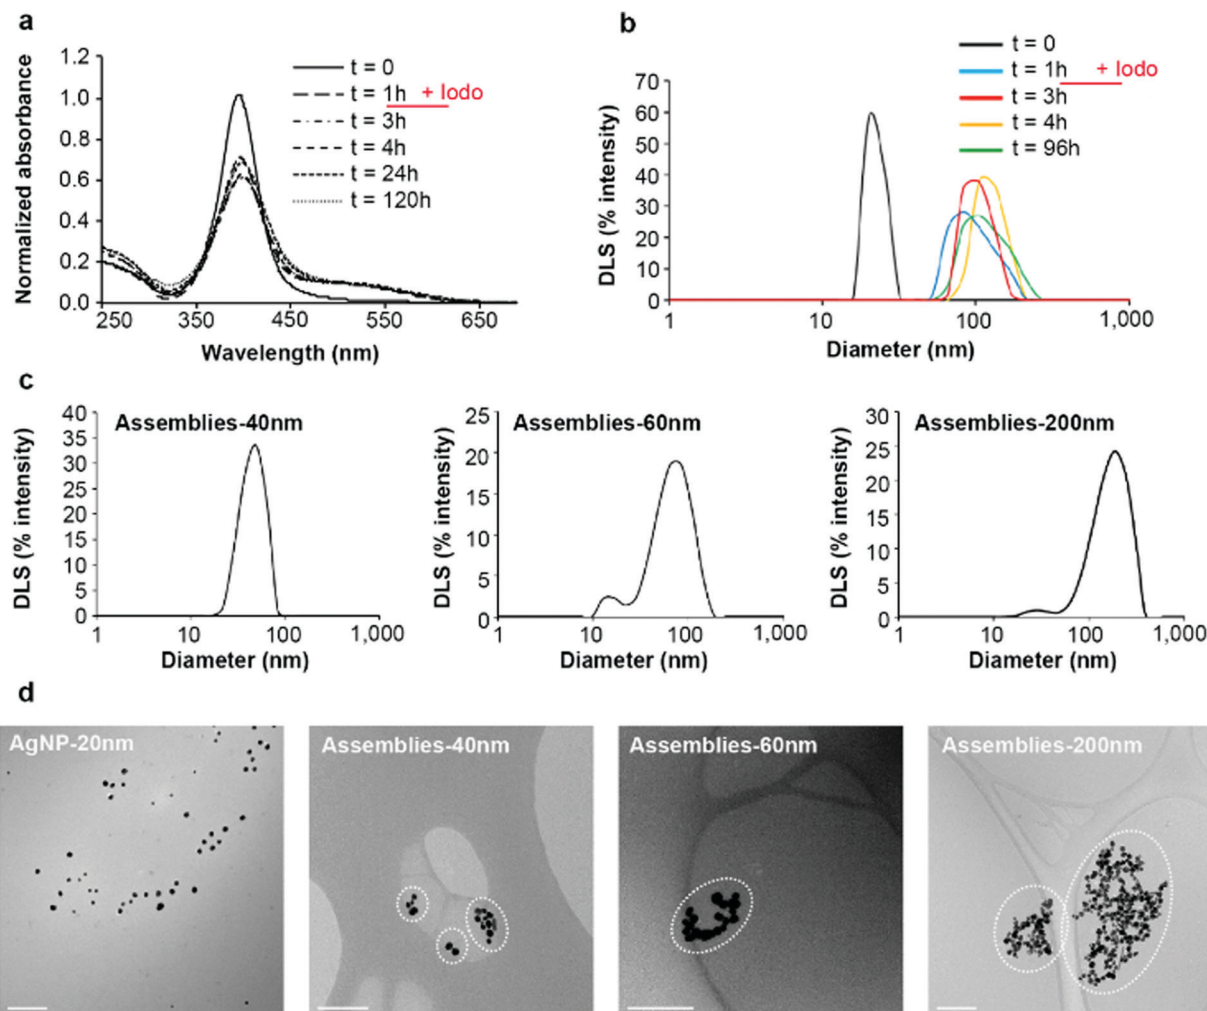 a
Normalized absorbance
1.2
1.0
0.8
0.6
0.4
0.2
0.0
250 350 450 550 650
Wavelength (nm)
t = 0
t = 1h + Iodo
t = 3h
t = 4h
t = 24h
t = 120h
b
DLS (% intensity)
70
60
50
40
30
20
10
0
1 10 100 1,000
Diameter (nm)
t = 0
t = 1h + Iodo
t = 3h
t = 4h
t = 96h
c
Assemblies-40nm
DLS (% intensity)
40
35
30
25
20
15
10
5
0
1 10 100 1,000
Diameter (nm)
Assemblies-60nm
DLS (% intensity)
25
20
15
10
5
0
1 10 100 1,000
Diameter (nm)
Assemblies-200nm
DLS (% intensity)
30
25
20
15
10
5
0
1 10 100 1,000
Diameter (nm)
d
AgNP-20nm
Assemblies-40nm
Assemblies-60nm
Assemblies-200nm